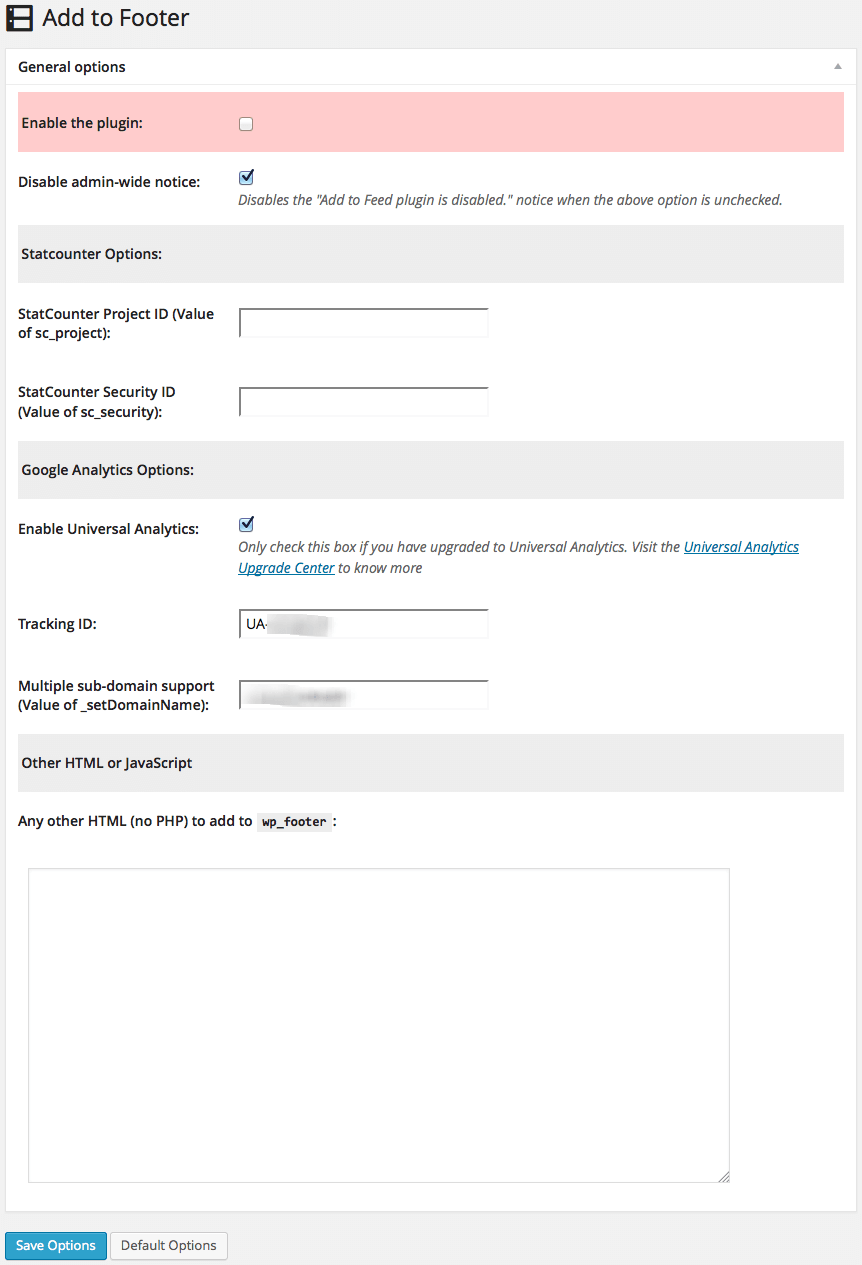 Add to Footer
General options
Enable the plugin:
Disable admin-wide notice:
Disables the "Add to Feed plugin is disabled." notice when the above option is unchecked.
Statcounter Options:
StatCounter Project ID (Value
of sc_project):
StatCounter Security ID
(Value of sc_security):
Google Analytics Options:
Enable Universal Analytics:
Only check this box if you have upgraded to Universal Analytics. Visit the Universal Analytics
Upgrade Center to know more
Tracking ID:
UA-
Multiple sub-domain support
(Value of _setDomainName):
Other HTML or JavaScript
Any other HTML (no PHP) to add to wp_footer:
Save Options
Default Options